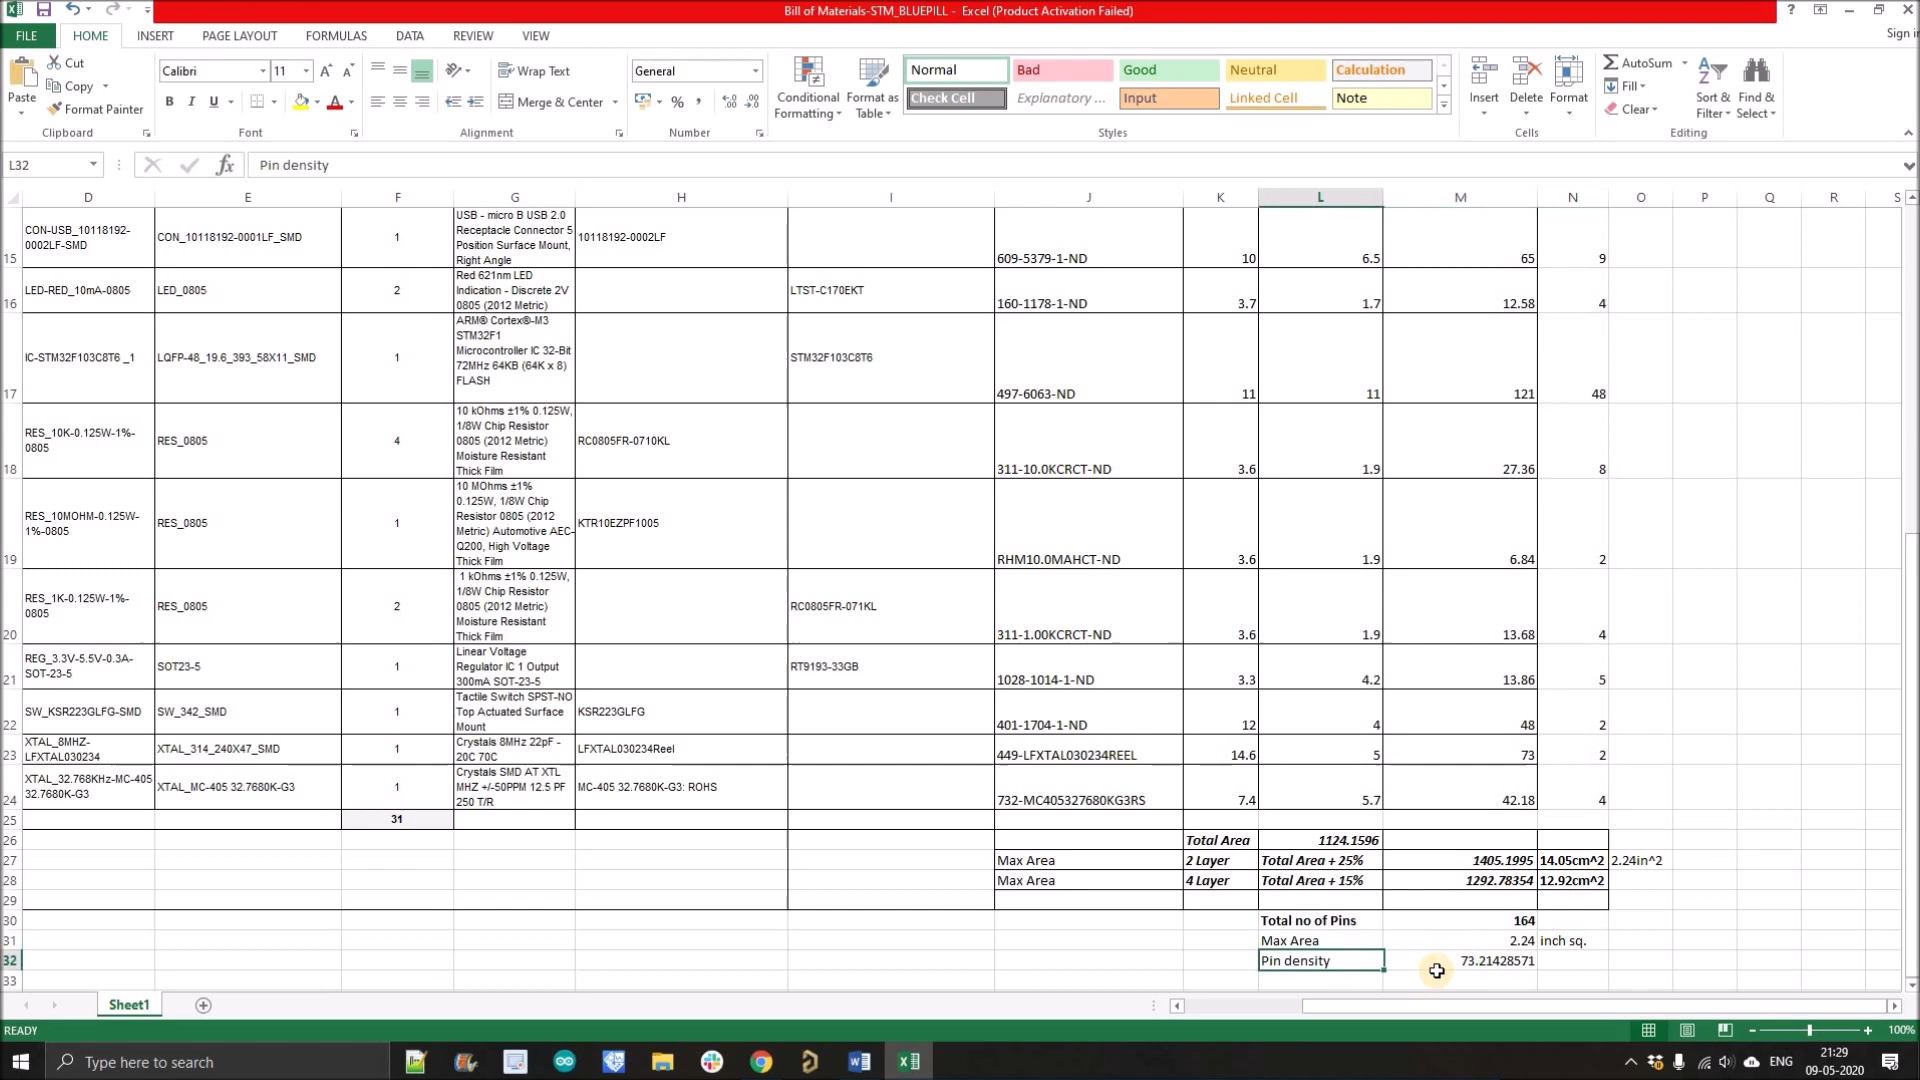 Bill of Materials-STM_BLUEPILL - Excel (Product Activation Failed)
FILE HOME INSERT PAGE LAYOUT FORMULAS DATA REVIEW VIEW
Sign in
Paste
Cut
Copy
Format Painter
Clipboard
Calibri 11
B I U
Font
Wrap Text
Merge & Center
Alignment
General
%
Number
Conditional Formatting
Format as Table
Normal Bad Good Neutral Calculation
Check Cell Explanatory ... Input Linked Cell Note
Styles
Insert Delete Format
Cells
AutoSum
Fill
Clear
Sort & Filter
Find & Select
Editing
L32 fx Pin density
D E F G H I J K L M N O P Q R S
15 CON-USB_10118192-0002LF-SMD CON_10118192-0001LF_SMD 1 USB - micro B USB 2.0 Receptacle Connector 5 Position Surface Mount, Right Angle 10118192-0002LF 609-5379-1-ND 10 6.5 65 9
16 LED-RED_10mA-0805 LED_0805 2 Red 621nm LED Indication - Discrete 2V 0805 (2012 Metric) LTST-C170EKT 160-1178-1-ND 3.7 1.7 12.58 4
17 IC-STM32F103C8T6 _1 LQFP-48_19.6_393_58X11_SMD 1 ARM® Cortex®-M3 STM32F1 Microcontroller IC 32-Bit 72MHz 64KB (64K x 8) FLASH STM32F103C8T6 497-6063-ND 11 11 121 48
18 RES_10K-0.125W-1%-0805 RES_0805 4 10 kOhms ±1% 0.125W, 1/8W Chip Resistor 0805 (2012 Metric) Moisture Resistant Thick Film RC0805FR-0710KL 311-10.0KCRCT-ND 3.6 1.9 27.36 8
19 RES_10MOHM-0.125W-1%-0805 RES_0805 1 10 MOhms ±1% 0.125W, 1/8W Chip Resistor 0805 (2012 Metric) Automotive AEC-Q200, High Voltage Thick Film KTR10EZPF1005 RHM10.0MAHCT-ND 3.6 1.9 6.84 2
20 RES_1K-0.125W-1%-0805 RES_0805 2 1 kOhms ±1% 0.125W, 1/8W Chip Resistor 0805 (2012 Metric) Moisture Resistant Thick Film RC0805FR-071KL 311-1.00KCRCT-ND 3.6 1.9 13.68 4
21 REG_3.3V-5.5V-0.3A-SOT-23-5 SOT23-5 1 Linear Voltage Regulator IC 1 Output 300mA SOT-23-5 RT9193-33GB 1028-1014-1-ND 3.3 4.2 13.86 5
22 SW_KSR223GLFG-SMD SW_342_SMD 1 Tactile Switch SPST-NO Top Actuated Surface Mount KSR223GLFG 401-1704-1-ND 12 4 48 2
23 XTAL_8MHZ-LFXTAL030234 XTAL_314_240X47_SMD 1 Crystals 8MHz 22pF -20C 70C LFXTAL030234Reel 449-LFXTAL030234REEL 14.6 5 73 2
24 XTAL_32.768KHz-MC-405 32.7680K-G3 XTAL_MC-405 32.7680K-G3 1 Crystals SMD AT XTL MHZ +/-50PPM 12.5 PF 250 T/R MC-405 32.7680K-G3: ROHS 732-MC405327680KG3RS 7.4 5.7 42.18 4
25 31
26 Total Area 1124.1596
27 Max Area 2 Layer Total Area + 25% 1405.1995 14.05cm^2 2.24in^2
28 Max Area 4 Layer Total Area + 15% 1292.78354 12.92cm^2
29
30 Total no of Pins 164
31 Max Area 2.24 inch sq.
32 Pin density 73.21428571
33
Sheet1
READY
100%
Type here to search
ENG
21:29
09-05-2020